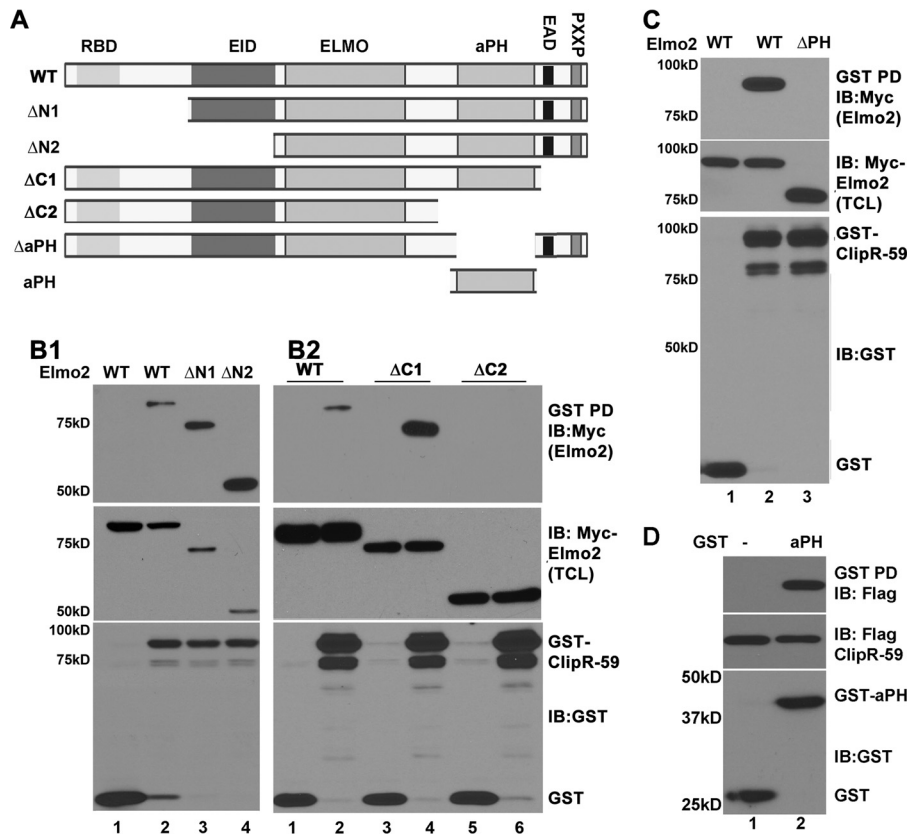 A
RBD EID ELMO aPH EAD PXXP
WT
ΔN1
ΔN2
ΔC1
ΔC2
ΔaPH
aPH
B1
Elmo2 WT WT ΔN1 ΔN2
75kD
50kD
75kD
50kD
100kD
75kD
1 2 3 4
B2
WT ΔC1 ΔC2
GST PD
IB:Myc
(Elmo2)
IB: Myc-
Elmo2
(TCL)
GST-
ClipR-59
IB:GST
GST
1 2 3 4 5 6
C
Elmo2 WT WT ΔPH
100kD
75kD
GST PD
IB:Myc
(Elmo2)
100kD
75kD
IB: Myc-
Elmo2
(TCL)
100kD
75kD
50kD
GST-
ClipR-59
IB:GST
GST
1 2 3
D
GST - aPH
GST PD
IB: Flag
IB: Flag
ClipR-59
50kD
37kD
25kD
GST-aPH
IB:GST
GST
1 2